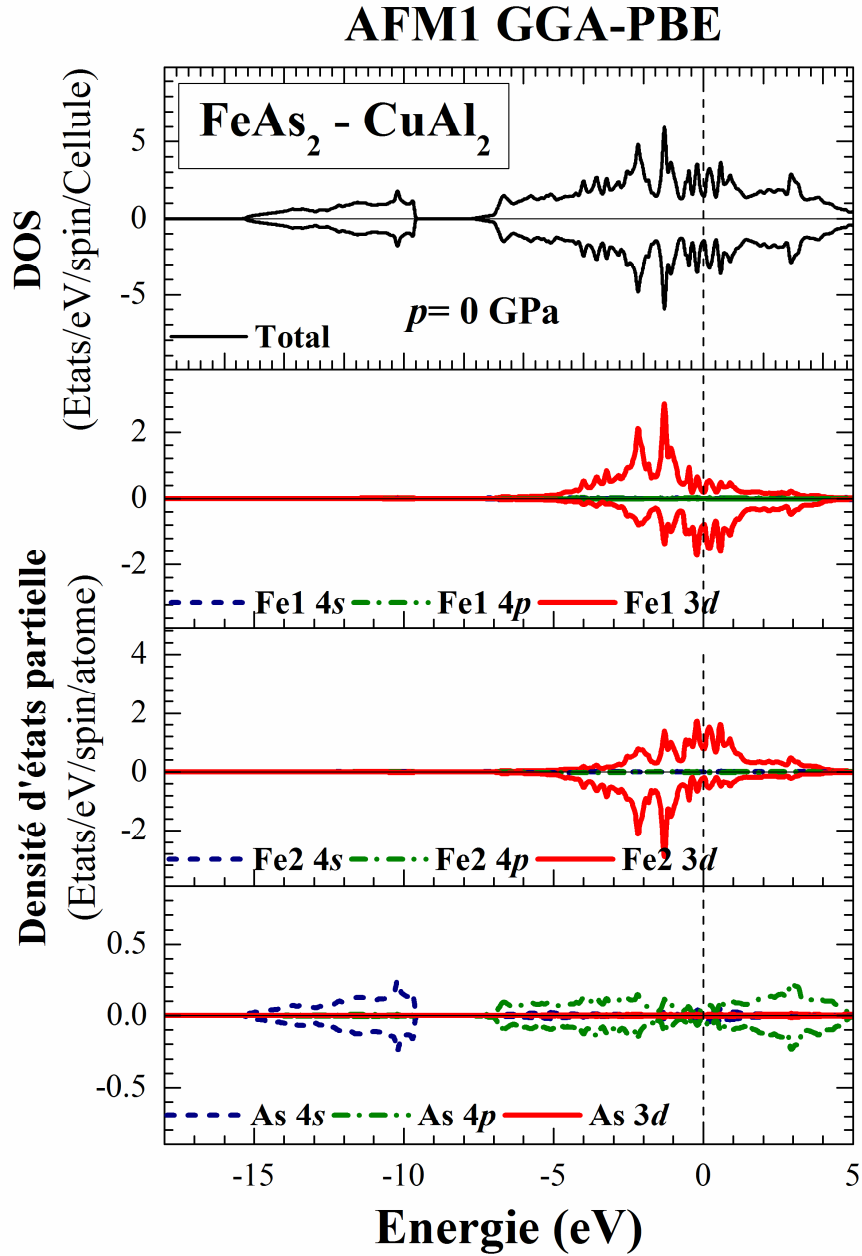 AFM1 GGA-PBE
FeAs₂ - CuAl₂
DOS
(Etats/eV/spin/Cellule)
5
0
-5
p= 0 GPa
Total
2
0
-2
Fe1 4s Fe1 4p Fe1 3d
Densité d'états partielle
(Etats/eV/spin/atome)
4
2
0
-2
Fe2 4s Fe2 4p Fe2 3d
0.5
0.0
-0.5
As 4s As 4p As 3d
-15 -10 -5 0 5
Energie (eV)